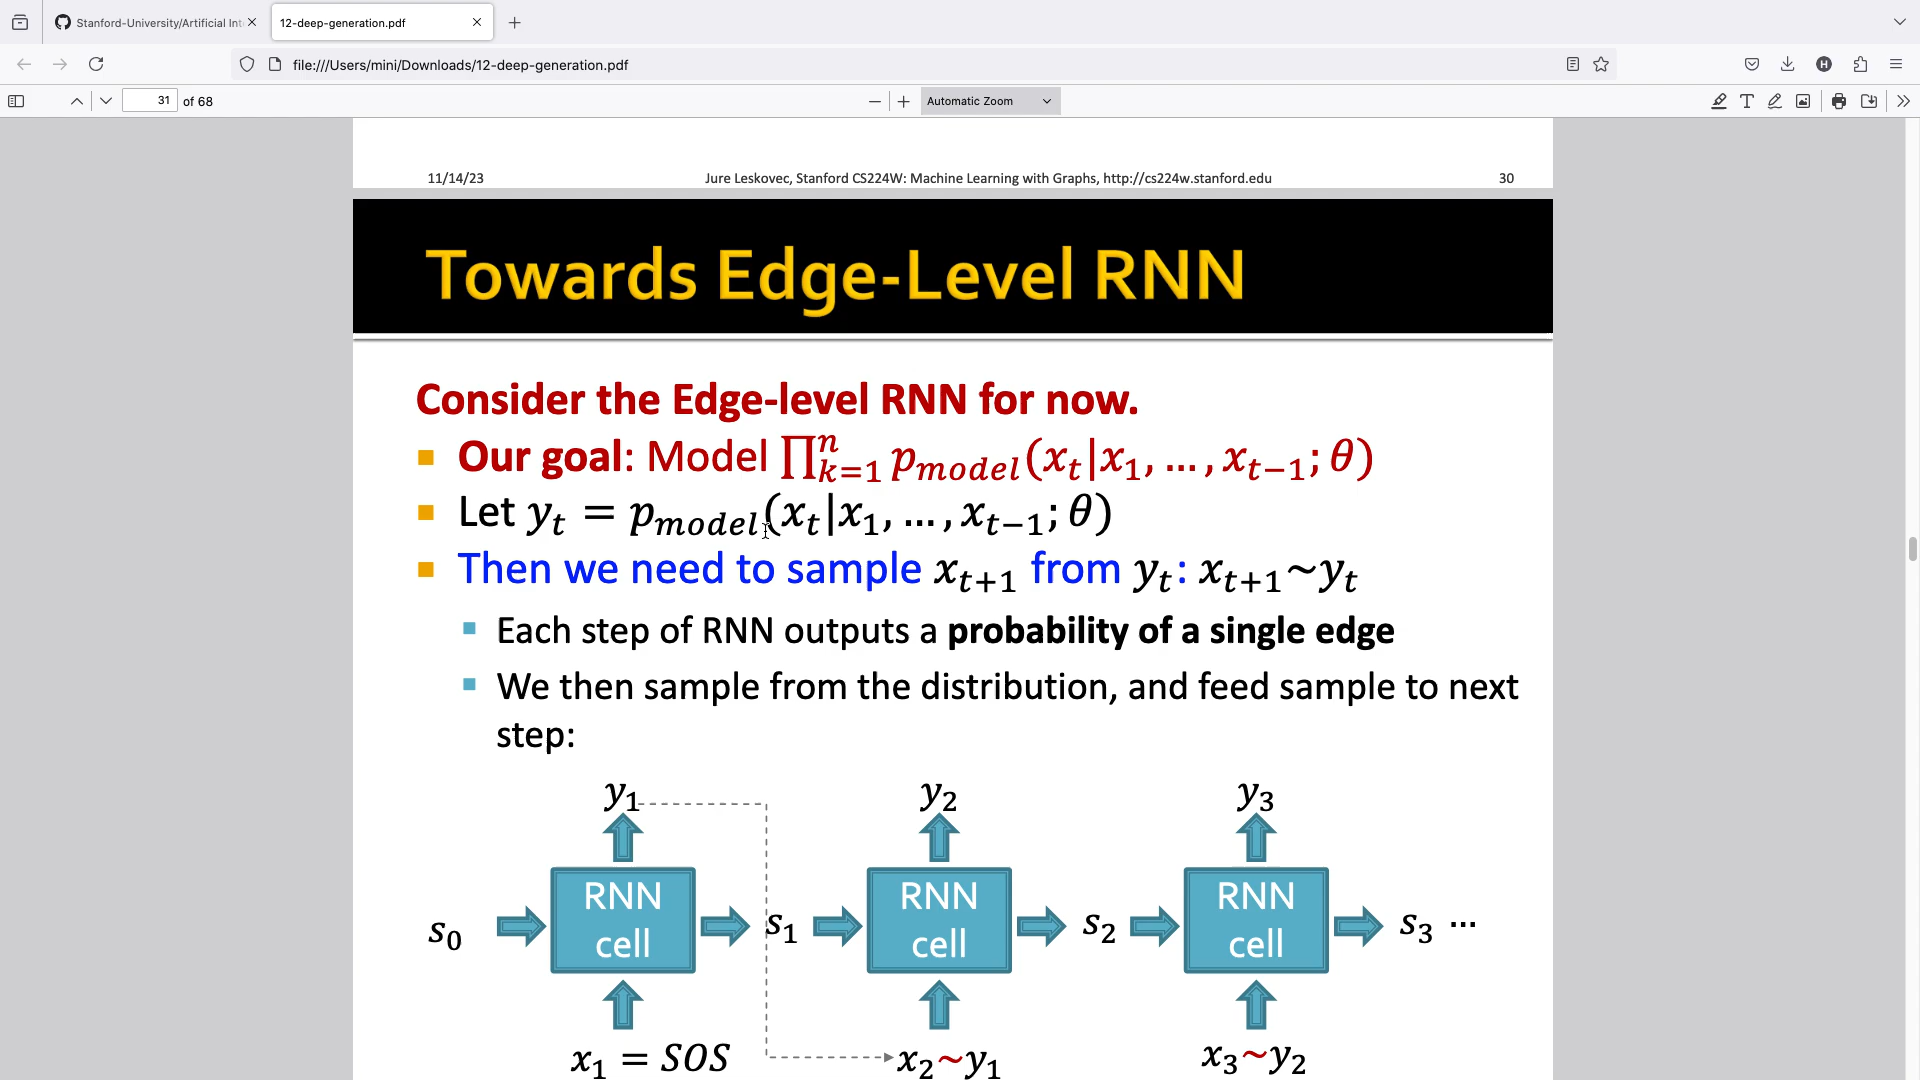 Stanford-University/Artificial Int
12-deep-generation.pdf
file:///Users/mini/Downloads/12-deep-generation.pdf
H
31 of 68
Automatic Zoom
11/14/23 Jure Leskovec, Stanford CS224W: Machine Learning with Graphs, http://cs224w.stanford.edu 30
Towards Edge-Level RNN
Consider the Edge-level RNN for now.
Our goal: Model ∏ⁿₖ₌₁ p_model(x_t|x_1, …, x_{t−1}; θ)
Let y_t = p_model(x_t|x_1, …, x_{t−1}; θ)
Then we need to sample x_{t+1} from y_t: x_{t+1}~y_t
Each step of RNN outputs a probability of a single edge
We then sample from the distribution, and feed sample to next
step:
y_1 y_2 y_3
RNN RNN RNN
s_0 cell s_1 cell s_2 cell s_3 …
x_1 = SOS x_2~y_1 x_3~y_2